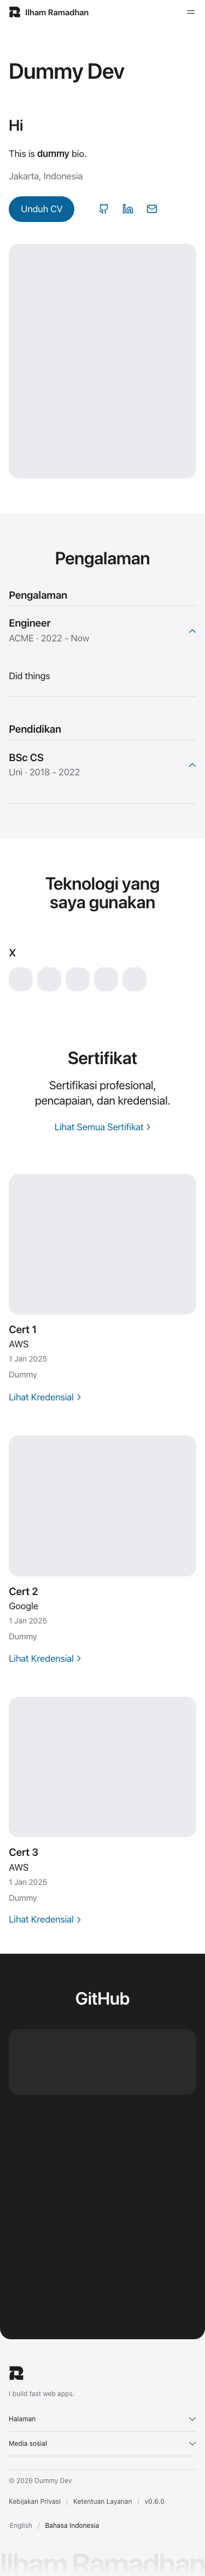 Ilham Ramadhan
Dummy Dev
Hi
This is dummy bio.
Jakarta, Indonesia
Unduh CV
Pengalaman
Pengalaman
Engineer
ACME · 2022 - Now
Did things
Pendidikan
BSc CS
Uni · 2018 - 2022
Teknologi yang
saya gunakan
X
Sertifikat
Sertifikasi profesional,
pencapaian, dan kredensial.
Lihat Semua Sertifikat
Cert 1
AWS
1 Jan 2025
Dummy
Lihat Kredensial
Cert 2
Google
1 Jan 2025
Dummy
Lihat Kredensial
Cert 3
AWS
1 Jan 2025
Dummy
Lihat Kredensial
GitHub
I build fast web apps.
Halaman
Media sosial
© 2026 Dummy Dev
Kebijakan Privasi | Ketentuan Layanan | v0.6.0
English / Bahasa Indonesia
Ilham Ramadhan